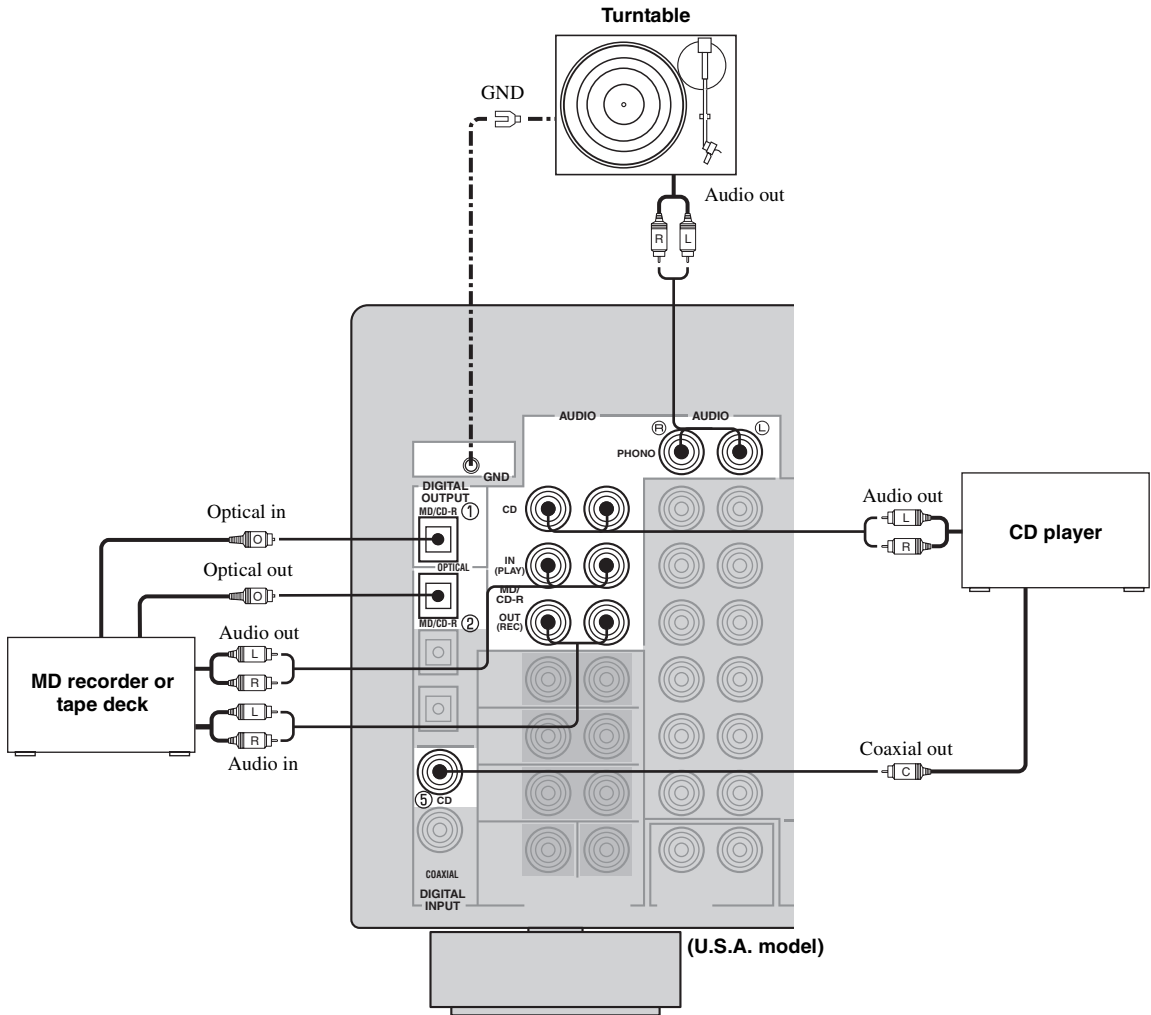 Turntable
GND
Audio out
R L
AUDIO AUDIO
R L
PHONO
GND
DIGITAL
OUTPUT
MD/CD-R ①
OPTICAL
MD/CD-R ②
CD
IN
(PLAY)
MD/
CD-R
OUT
(REC)
Optical in
O
Optical out
O
Audio out
L
R
MD recorder or
tape deck
L
R
Audio in
Audio out
L
R
CD player
Coaxial out
C
⑤ CD
COAXIAL
DIGITAL
INPUT
(U.S.A. model)